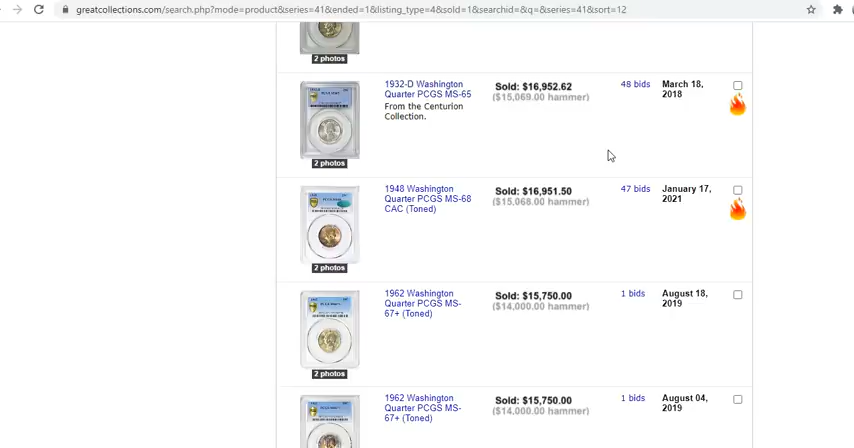 greatcollections.com/search.php?mode=product&series=41&ended=1&listing_type=4&sold=1&searchid=&q=&series=41&sort=12
2 photos
1932-D Washington
Quarter PCGS MS-65
From the Centurion
Collection.
Sold: $16,952.62
($15,069.00 hammer)
48 bids
March 18,
2018
2 photos
1948 Washington
Quarter PCGS MS-68
CAC (Toned)
Sold: $16,951.50
($15,068.00 hammer)
47 bids
January 17,
2021
2 photos
1962 Washington
Quarter PCGS MS-
67+ (Toned)
Sold: $15,750.00
($14,000.00 hammer)
1 bids
August 18,
2019
2 photos
1962 Washington
Quarter PCGS MS-
67+ (Toned)
Sold: $15,750.00
($14,000.00 hammer)
1 bids
August 04,
2019